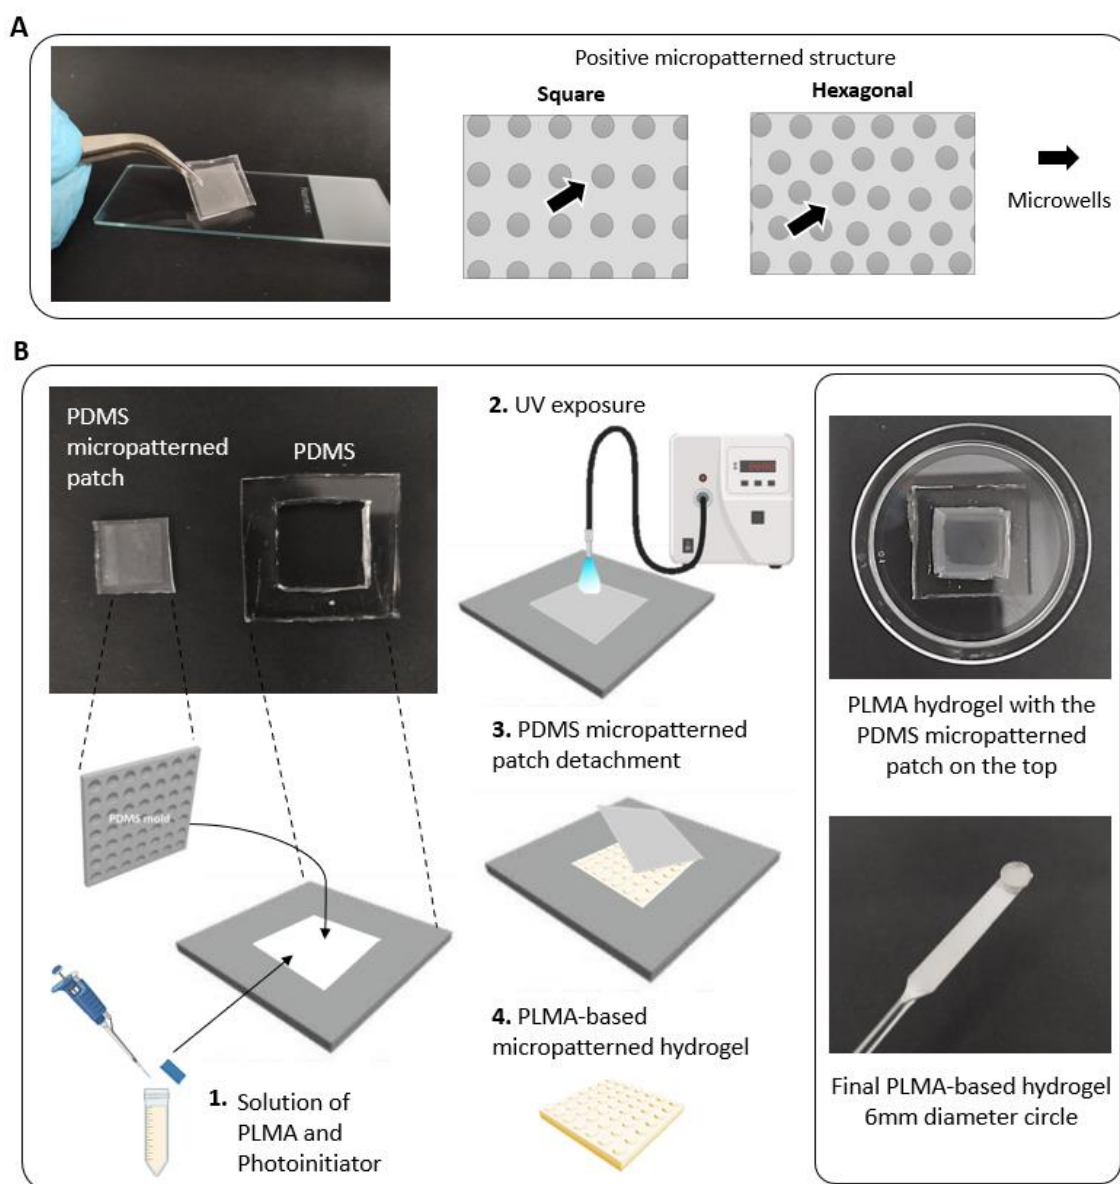 A
Positive micropatterned structure
Square
Hexagonal
Microwells
B
PDMS
micropatterned
patch
PDMS
2. UV exposure
3. PDMS micropatterned
patch detachment
PDMS mold
4. PLMA-based
micropatterned hydrogel
1. Solution of
PLMA and
Photoinitiator
PLMA hydrogel with the
PDMS micropatterned
patch on the top
Final PLMA-based hydrogel
6mm diameter circle